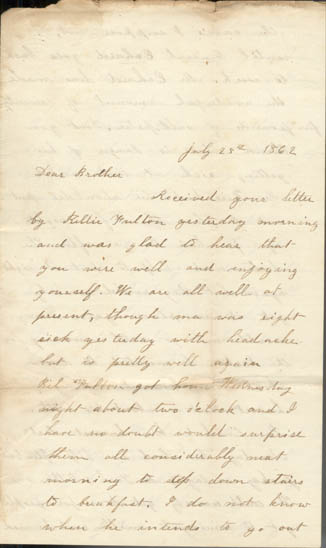 July 25th 1862
Dear Brother
Received your letter
by Killie Fulton yesterday morning
and was glad to hear that
you were well and enjoying
yourself. We are all well at
present, though ma was right
sick yesterday with headache
but is pretty well again
Fulton got home Wednesday
night about two o'clock and I
have no doubt would surprise
them all considerably next
morning to step down stairs
to breakfast. I do not know
when he intends to go out